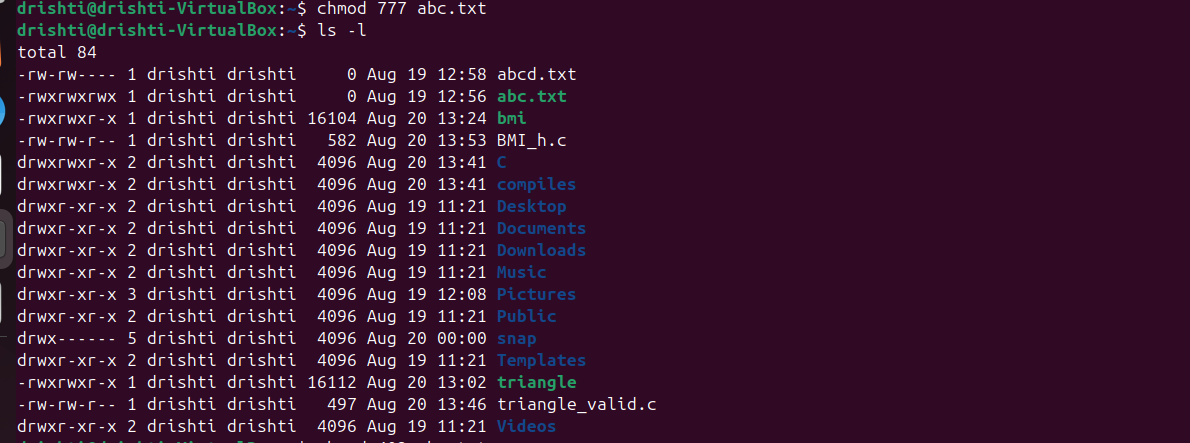 drishti@drishti-VirtualBox:~$ chmod 777 abc.txt
drishti@drishti-VirtualBox:~$ ls -l
total 84
-rw-rw---- 1 drishti drishti     0 Aug 19 12:58 abcd.txt
-rwxrwxrwx 1 drishti drishti     0 Aug 19 12:56 abc.txt
-rwxrwxr-x 1 drishti drishti 16104 Aug 20 13:24 bmi
-rw-rw-r-- 1 drishti drishti   582 Aug 20 13:53 BMI_h.c
drwxrwxr-x 2 drishti drishti  4096 Aug 20 13:41 C
drwxrwxr-x 2 drishti drishti  4096 Aug 20 13:41 compiles
drwxr-xr-x 2 drishti drishti  4096 Aug 19 11:21 Desktop
drwxr-xr-x 2 drishti drishti  4096 Aug 19 11:21 Documents
drwxr-xr-x 2 drishti drishti  4096 Aug 19 11:21 Downloads
drwxr-xr-x 2 drishti drishti  4096 Aug 19 11:21 Music
drwxr-xr-x 3 drishti drishti  4096 Aug 19 12:08 Pictures
drwxr-xr-x 2 drishti drishti  4096 Aug 19 11:21 Public
drwx------ 5 drishti drishti  4096 Aug 20 00:00 snap
drwxr-xr-x 2 drishti drishti  4096 Aug 19 11:21 Templates
-rwxrwxr-x 1 drishti drishti 16112 Aug 20 13:02 triangle
-rw-rw-r-- 1 drishti drishti   497 Aug 20 13:46 triangle_valid.c
drwxr-xr-x 2 drishti drishti  4096 Aug 19 11:21 Videos
drishti@drishti-VirtualBox:~$ chmod